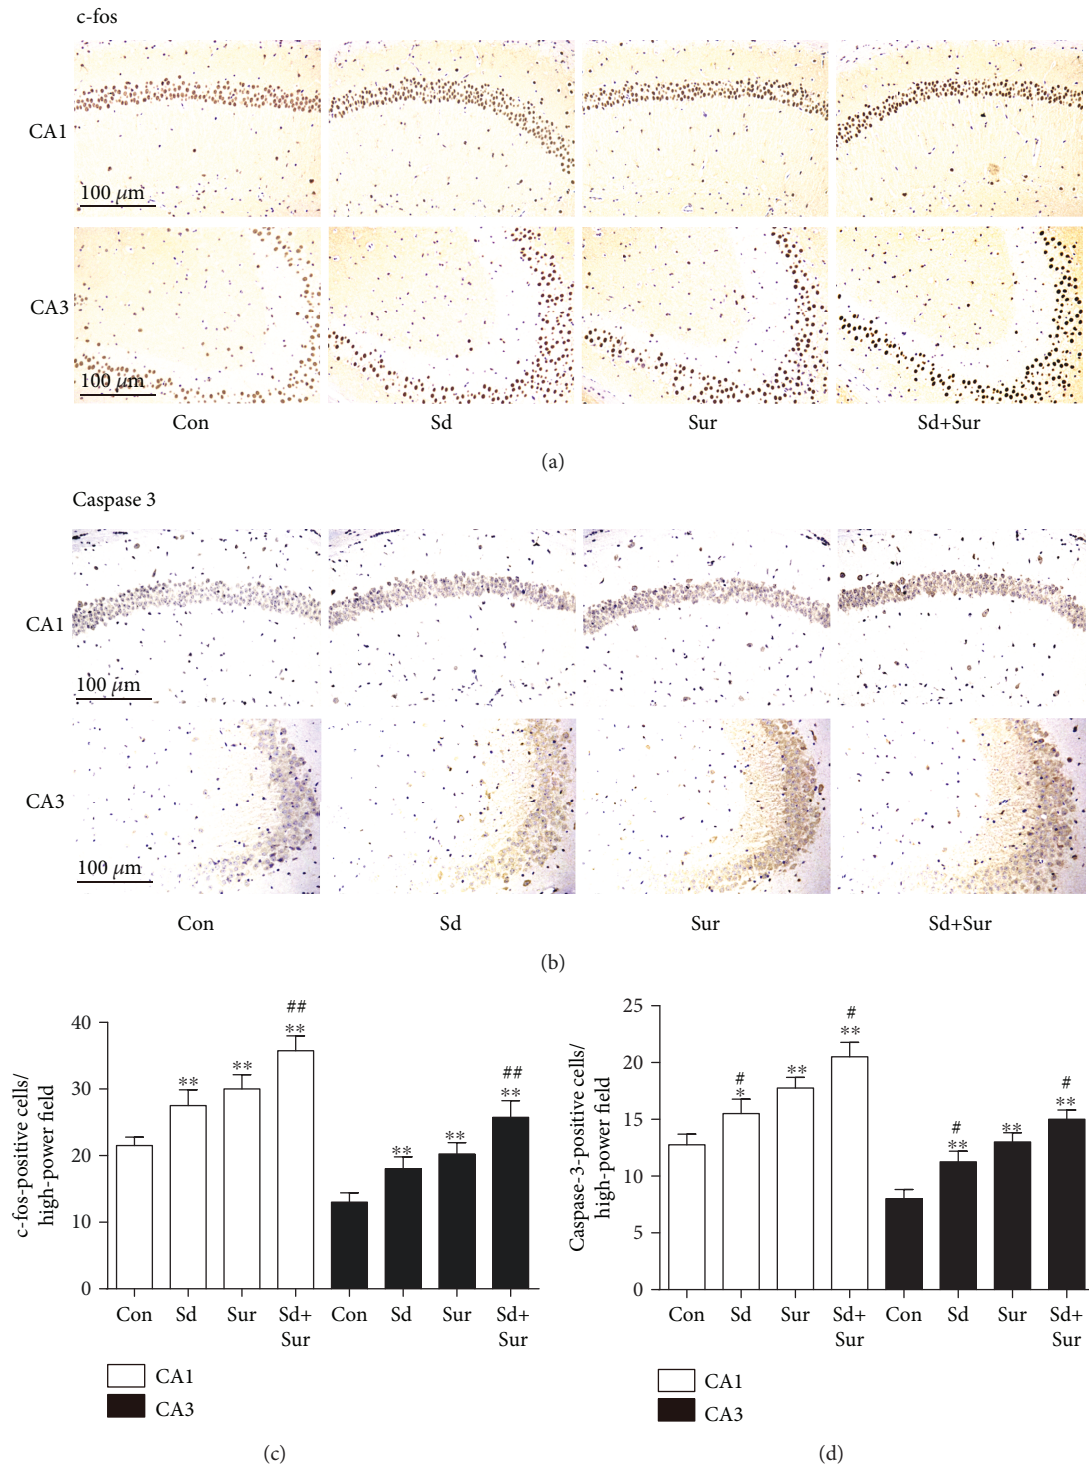 c-fos
CA1
100 μm
CA3
100 μm
Con Sd Sur Sd+Sur
(a)
Caspase 3
CA1
100 μm
CA3
100 μm
Con Sd Sur Sd+Sur
(b)
c-fos-positive cells/
high-power field
40
30
20
10
0
** ** ## ** ** ** ## **
Con Sd Sur Sd+ Con Sd Sur Sd+
Sur Sur
CA1
CA3
(c)
Caspase-3-positive cells/
high-power field
25
20
15
10
5
0
# * ** # ** # ** ** # **
Con Sd Sur Sd+ Con Sd Sur Sd+
Sur Sur
CA1
CA3
(d)